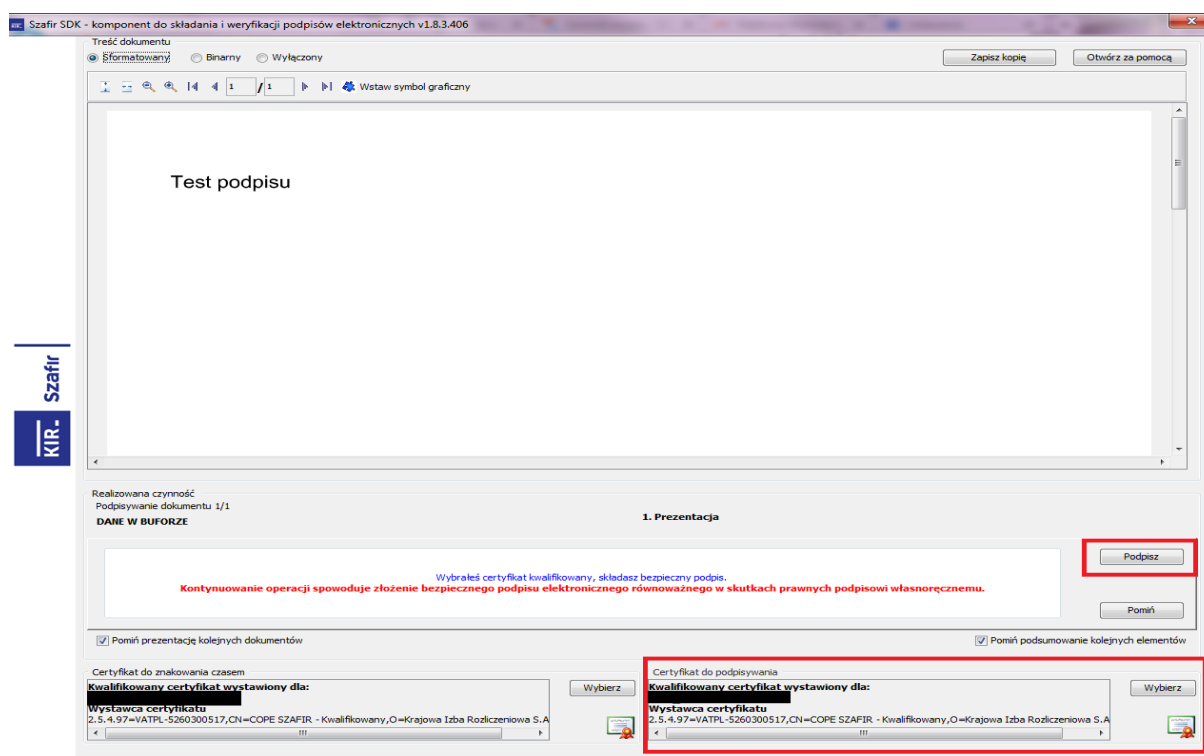 Szafir SDK - komponent do składania i weryfikacji podpisów elektronicznych v1.8.3.406
Treść dokumentu
Sformatowany Binarny Wyłączony Zapisz kopię Otwórz za pomocą
1 / 1 Wstaw symbol graficzny
Test podpisu
KIR. Szafir
Realizowana czynność
Podpisywanie dokumentu 1/1
DANE W BUFORZE
1. Prezentacja
Podpisz
Wybrałeś certyfikat kwalifikowany, składasz bezpieczny podpis.
Kontynuowanie operacji spowoduje złożenie bezpiecznego podpisu elektronicznego równoważnego w skutkach prawnych podpisowi własnoręcznemu.
Pomiń
Pomiń prezentację kolejnych dokumentów Pomiń podsumowanie kolejnych elementów
Certyfikat do znakowania czasem
Kwalifikowany certyfikat wystawiony dla:
Wybierz
Wystawca certyfikatu
2.5.4.97=VATPL-5260300517,CN=COPE SZAFIR - Kwalifikowany,O=Krajowa Izba Rozliczeniowa S.A
Certyfikat do podpisywania
Kwalifikowany certyfikat wystawiony dla:
Wybierz
Wystawca certyfikatu
2.5.4.97=VATPL-5260300517,CN=COPE SZAFIR - Kwalifikowany,O=Krajowa Izba Rozliczeniowa S.A